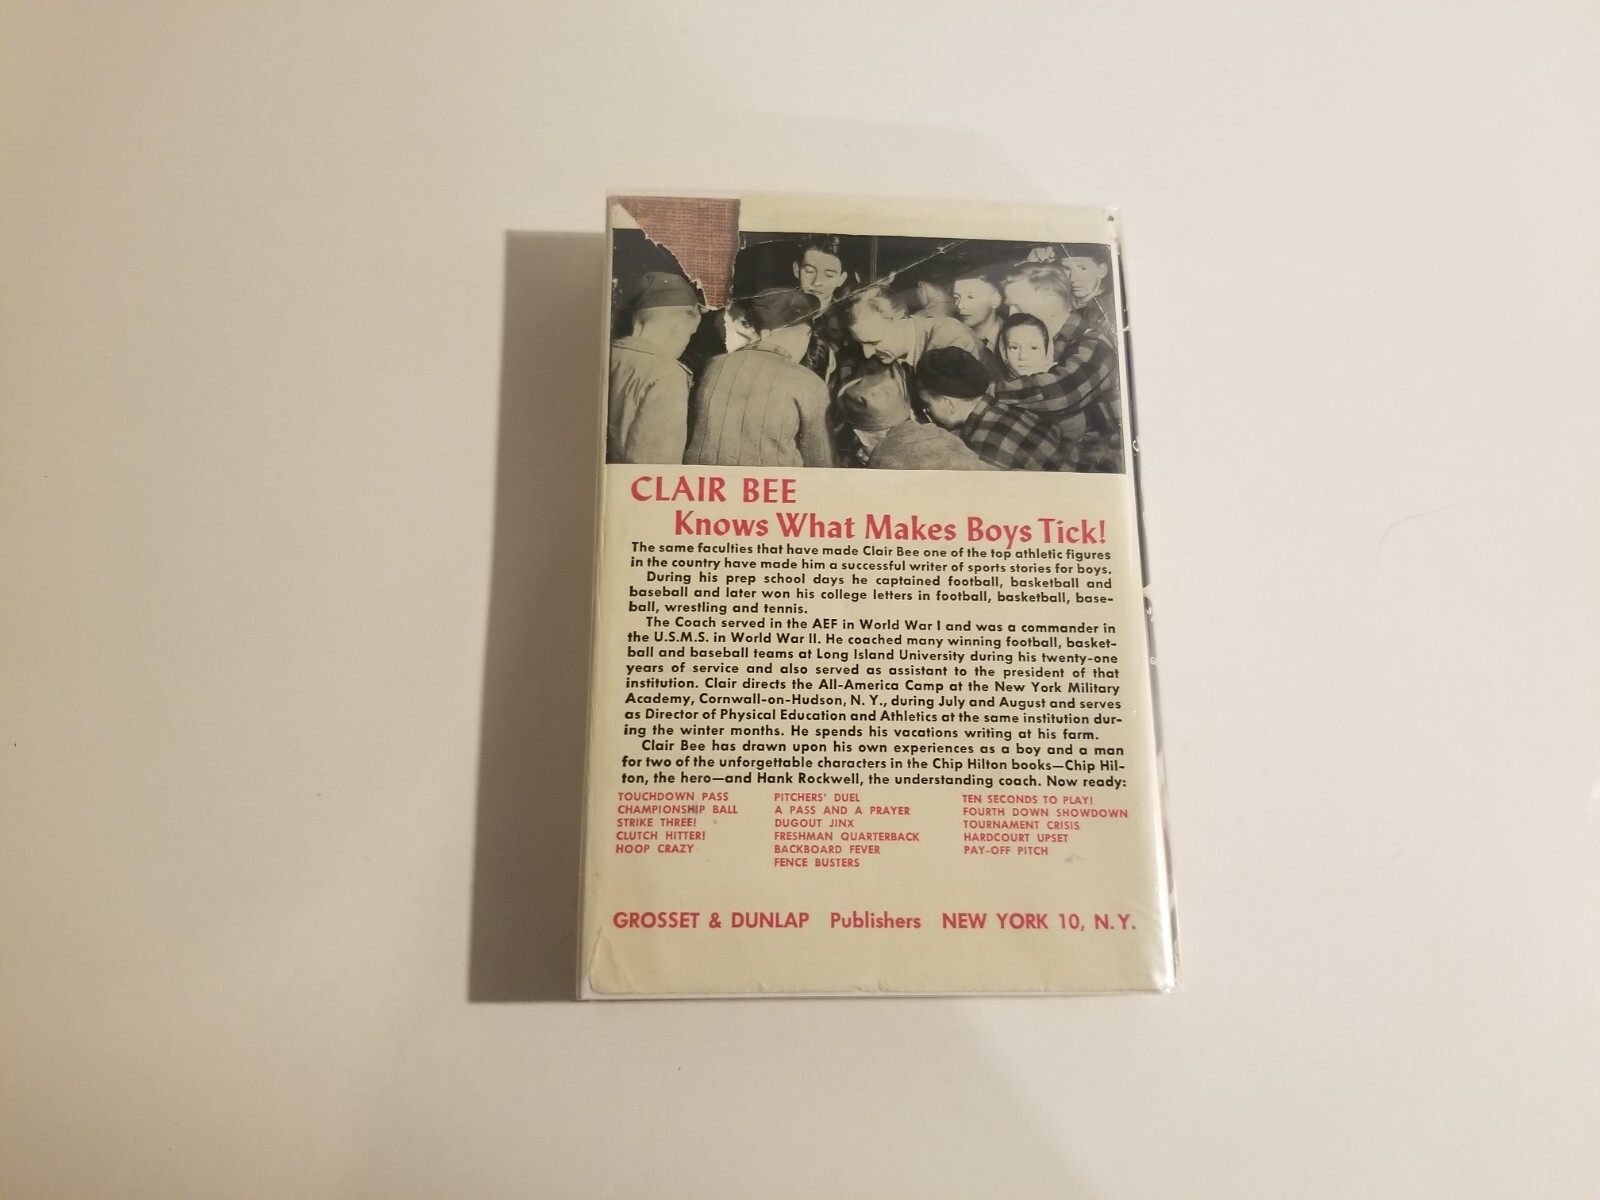 CLAIR BEE
Knows What Makes Boys Tick!
The same faculties that have made Clair Bee one of the top athletic figures
in the country have made him a successful writer of sports stories for boys.
During his prep school days he captained football, basketball and
baseball and later won his college letters in football, basketball, base-
ball, wrestling and tennis.
The Coach served in the AEF in World War I and was a commander in
the U.S.M.S. in World War II. He coached many winning football, basket-
ball and baseball teams at Long Island University during his twenty-one
years of service and also served as assistant to the president of that
institution. Clair directs the All-America Camp at the New York Military
Academy, Cornwall-on-Hudson, N. Y., during July and August and serves
as Director of Physical Education and Athletics at the same institution dur-
ing the winter months. He spends his vacations writing at his farm.
Clair Bee has drawn upon his own experiences as a boy and a man
for two of the unforgettable characters in the Chip Hilton books—Chip Hil-
ton, the hero—and Hank Rockwell, the understanding coach. Now ready:
TOUCHDOWN PASS
CHAMPIONSHIP BALL
STRIKE THREE!
CLUTCH HITTER!
HOOP CRAZY
PITCHERS' DUEL
A PASS AND A PRAYER
DUGOUT JINX
FRESHMAN QUARTERBACK
BACKBOARD FEVER
FENCE BUSTERS
TEN SECONDS TO PLAY!
FOURTH DOWN SHOWDOWN
TOURNAMENT CRISIS
HARDCOURT UPSET
PAY-OFF PITCH
GROSSET & DUNLAP Publishers NEW YORK 10, N. Y.